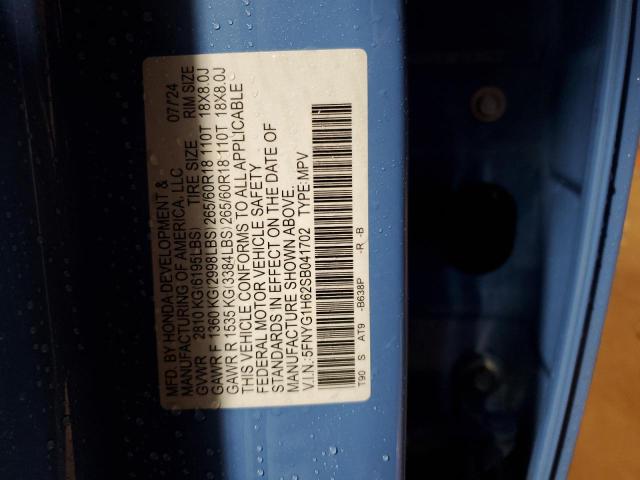 MFD. BY HONDA DEVELOPMENT & 07/'24
MANUFACTURING OF AMERICA, LLC
GVWR 2810 KG(6195LBS) TIRE SIZE RIM SIZE
GAWR F 1360 KG(2998LBS) 265/60R18 110T 18X8.0J
GAWR R 1535 KG(3384LBS) 265/60R18 110T 18X8.0J
THIS VEHICLE CONFORMS TO ALL APPLICABLE
FEDERAL MOTOR VEHICLE SAFETY
STANDARDS IN EFFECT ON THE DATE OF
MANUFACTURE SHOWN ABOVE.
V.I.N.:5FNYG1H62SB041702 TYPE:MPV
T90 S AT9 -B638P -R -B